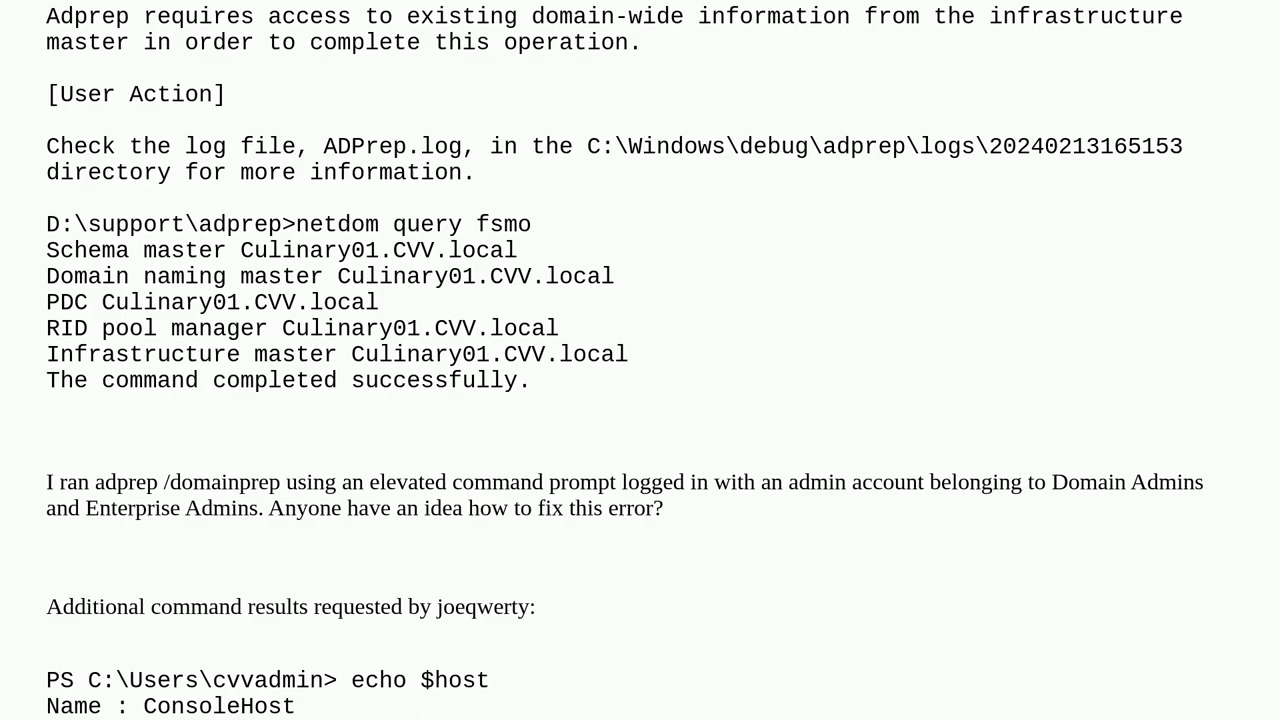 Adprep requires access to existing domain-wide information from the infrastructure
master in order to complete this operation.
[User Action]
Check the log file, ADPrep.log, in the C:\Windows\debug\adprep\logs\20240213165153
directory for more information.
D:\support\adprep>netdom query fsmo
Schema master Culinary01.CVV.local
Domain naming master Culinary01.CVV.local
PDC Culinary01.CVV.local
RID pool manager Culinary01.CVV.local
Infrastructure master Culinary01.CVV.local
The command completed successfully.
I ran adprep /domainprep using an elevated command prompt logged in with an admin account belonging to Domain Admins
and Enterprise Admins. Anyone have an idea how to fix this error?
Additional command results requested by joeqwerty:
PS C:\Users\cvvadmin> echo $host
Name : ConsoleHost